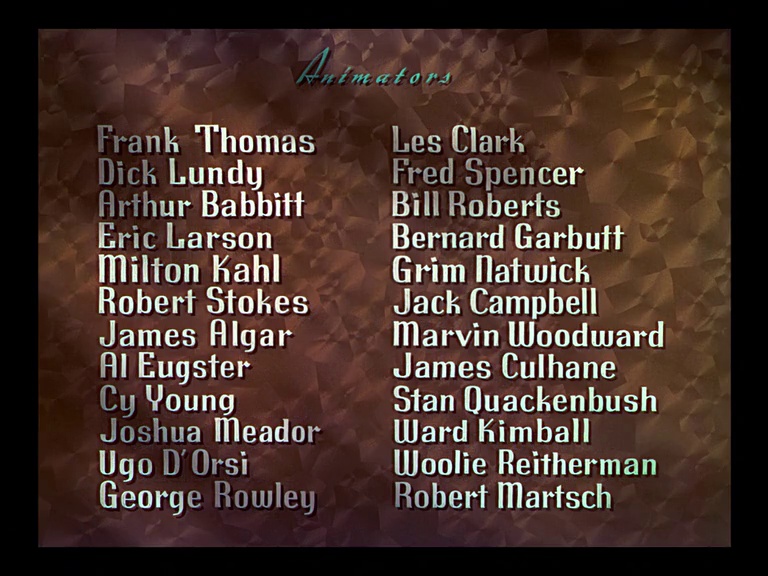 Animators
Frank Thomas
Dick Lundy
Arthur Babbitt
Eric Larson
Milton Kahl
Robert Stokes
James Algar
Al Eugster
Cy Young
Joshua Meador
Ugo D'Orsi
George Rowley
Les Clark
Fred Spencer
Bill Roberts
Bernard Garbutt
Grim Natwick
Jack Campbell
Marvin Woodward
James Culhane
Stan Quackenbush
Ward Kimball
Woolie Reitherman
Robert Martsch